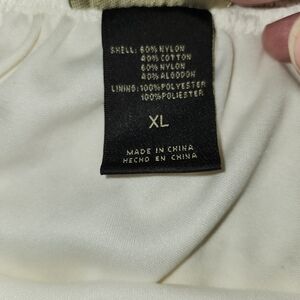 SHELL: 60% NYLON
40% COTTON
60% NYLON
40% ALGODON
LINING: 100% POLYESTER
100% POLIESTER
XL
MADE IN CHINA
HECHO EN CHINA